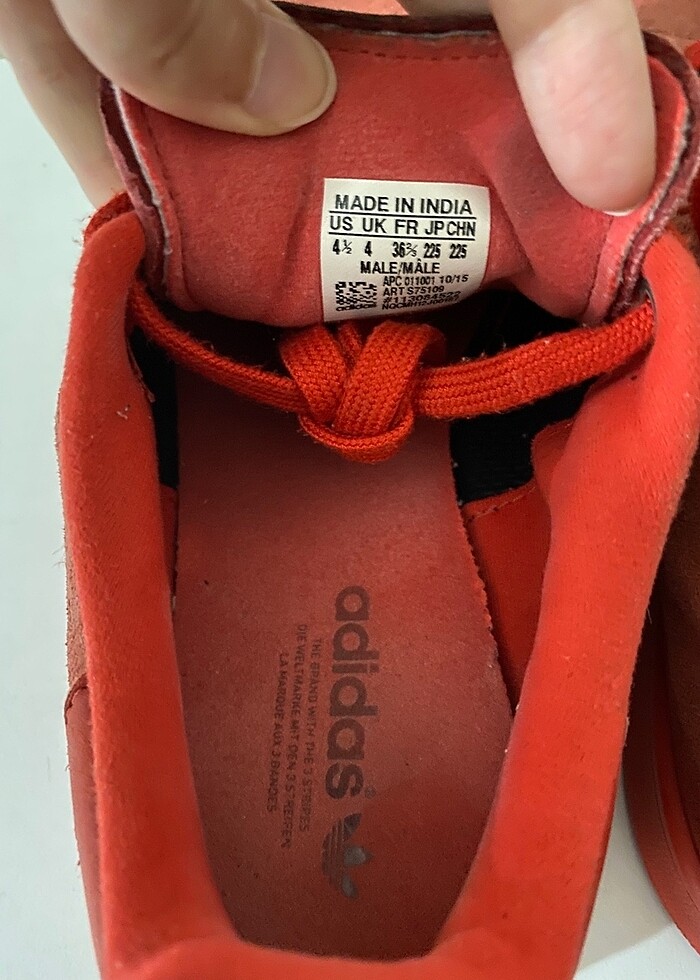 MADE IN INDIA
US UK FR JP CHN
4½ 4 36⅔ 225 225
MALE/MÂLE
APC 011001 10/15
ART S75109
adidas
adidas
THE BRAND WITH THE 3 STRIPES
DIE WELTMARKE MIT DEN 3 STREIFEN
LA MARQUE AUX 3 BANDES